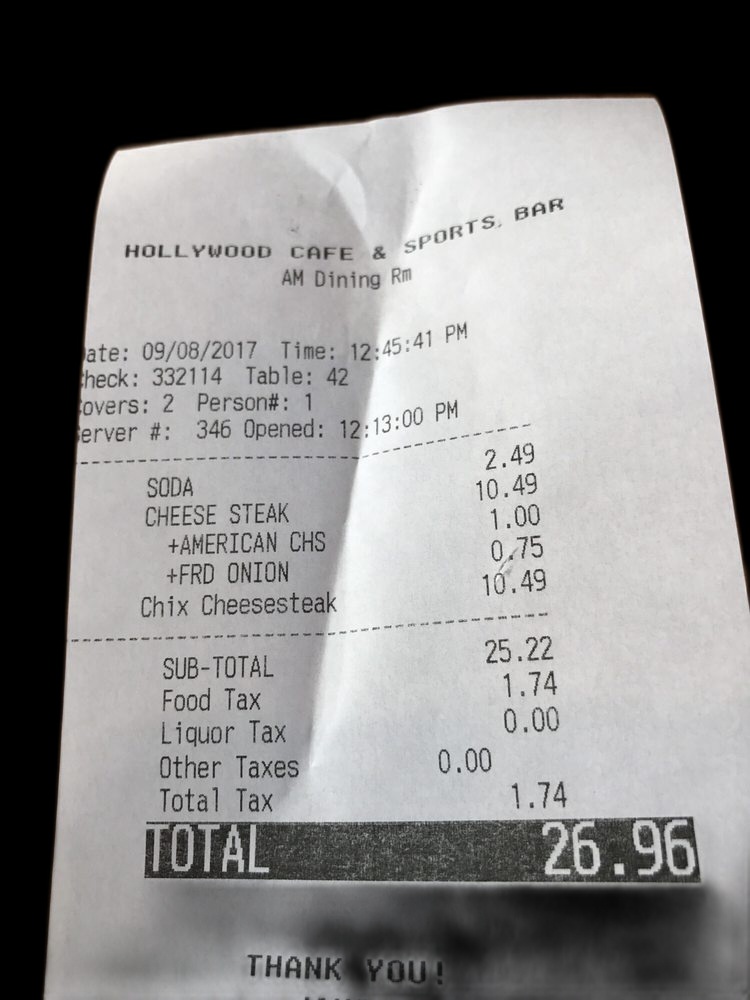 HOLLYWOOD CAFE & SPORTS BAR
AM Dining Rm
ate: 09/08/2017 Time: 12:45:41 PM
heck: 332114 Table: 42
overs: 2 Person#: 1
erver #: 346 Opened: 12:13:00 PM
SODA 2.49
CHEESE STEAK 10.49
+AMERICAN CHS 1.00
+FRD ONION 0.75
Chix Cheesesteak 10.49
SUB-TOTAL 25.22
Food Tax 1.74
Liquor Tax 0.00
Other Taxes 0.00
Total Tax 1.74
TOTAL 26.96
THANK YOU!